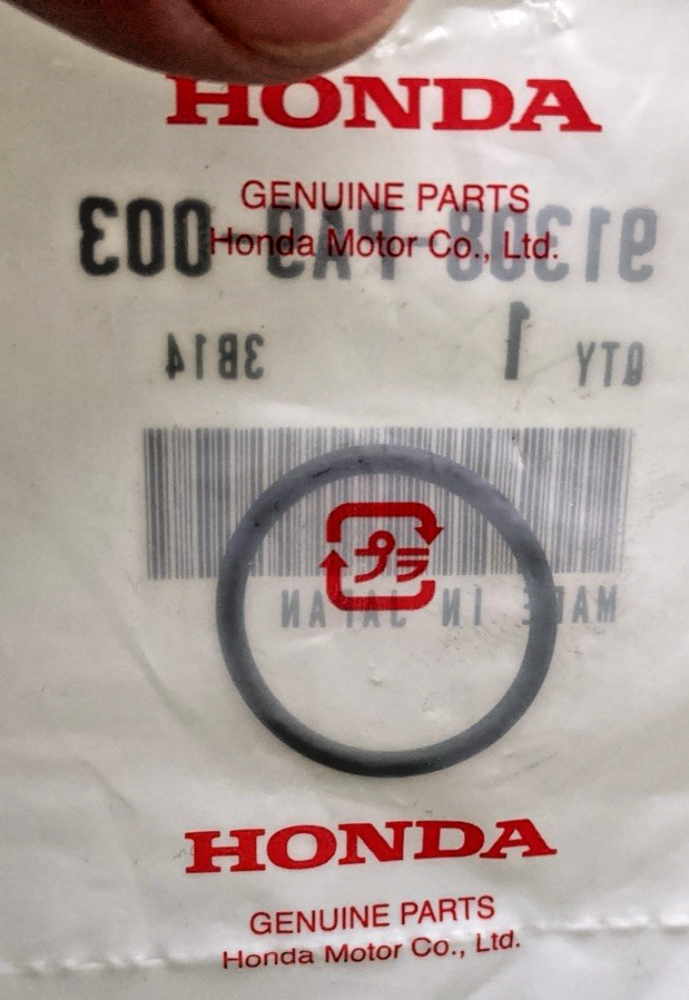 HONDA
GENUINE PARTS
91308-PA9-003
Honda Motor Co., Ltd.
QTY 1 3B14
プラ
MADE IN JAPAN
HONDA
GENUINE PARTS
Honda Motor Co., Ltd.